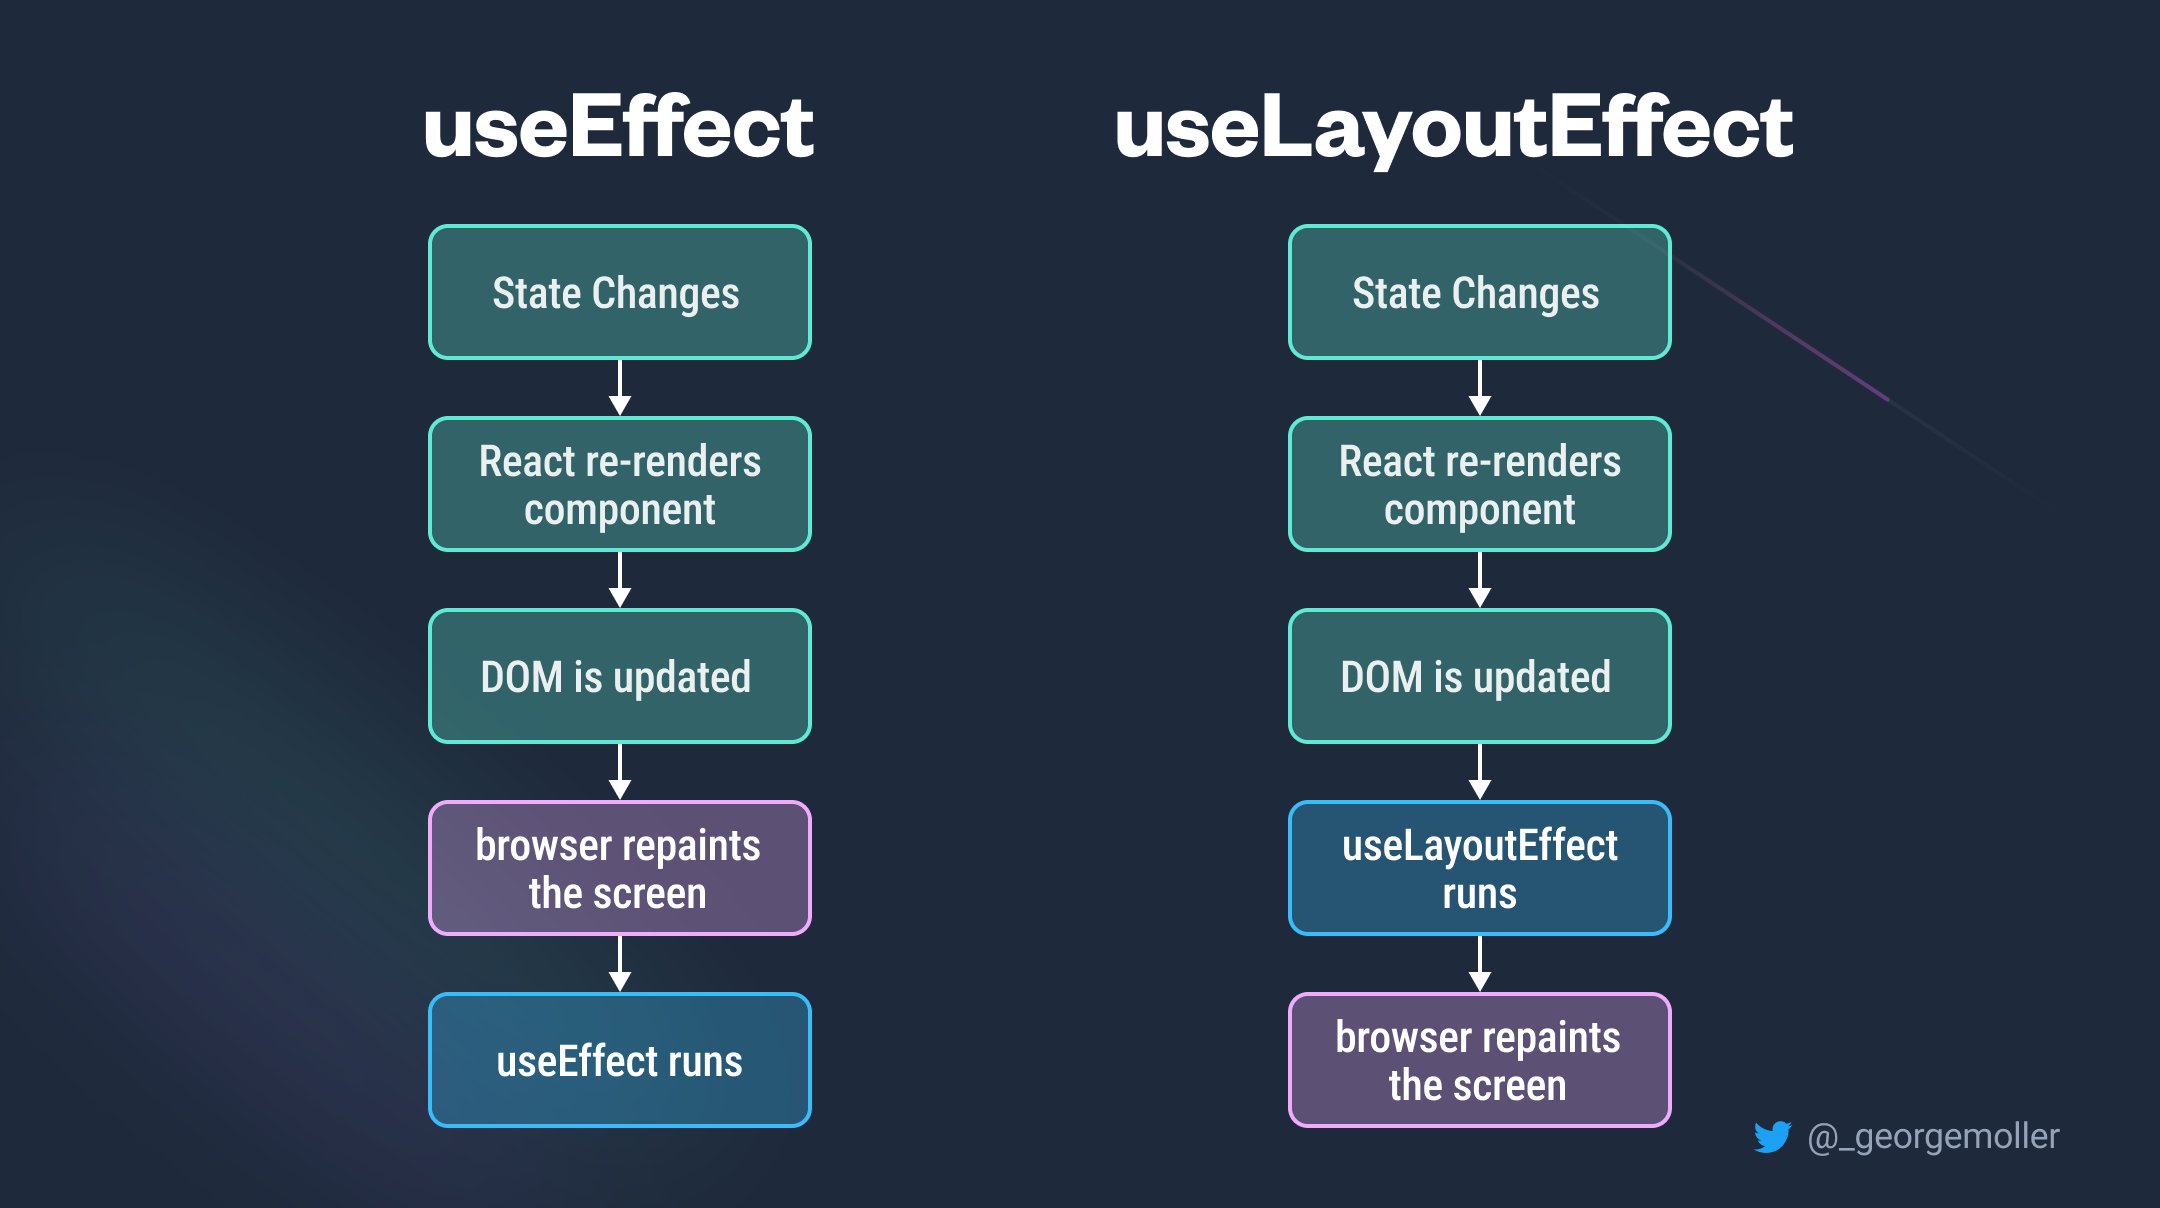 useEffect
State Changes
React re-renders
component
DOM is updated
browser repaints
the screen
useEffect runs
useLayoutEffect
State Changes
React re-renders
component
DOM is updated
useLayoutEffect
runs
browser repaints
the screen
@_georgemoller